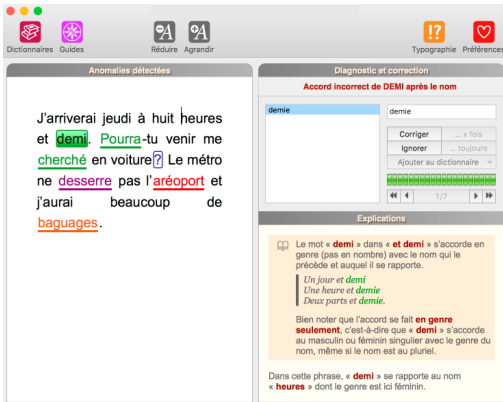 Dictionnaires Guides Réduire Agrandir Typographie Préférences
Anomalies détectées
J'arriverai jeudi à huit heures
et demi. Pourra-tu venir me
cherché en voiture? Le métro
ne desserre pas l'aréoport et
j'aurai beaucoup de
baguages.
Diagnostic et correction
Accord incorrect de DEMI après le nom
demie
demie
Corriger ... x fois
Ignorer ... toujours
Ajouter au dictionnaire
1/7
Explications
Le mot « demi » dans « et demi » s'accorde en
genre (pas en nombre) avec le nom qui le
précède et auquel il se rapporte.
Un jour et demi
Une heure et demie
Deux parts et demie.
Bien noter que l'accord se fait en genre
seulement, c'est-à-dire que « demi » s'accorde
au masculin ou féminin singulier avec le genre du
nom, même si le nom est au pluriel.
Dans cette phrase, « demi » se rapporte au nom
« heures » dont le genre est ici féminin.